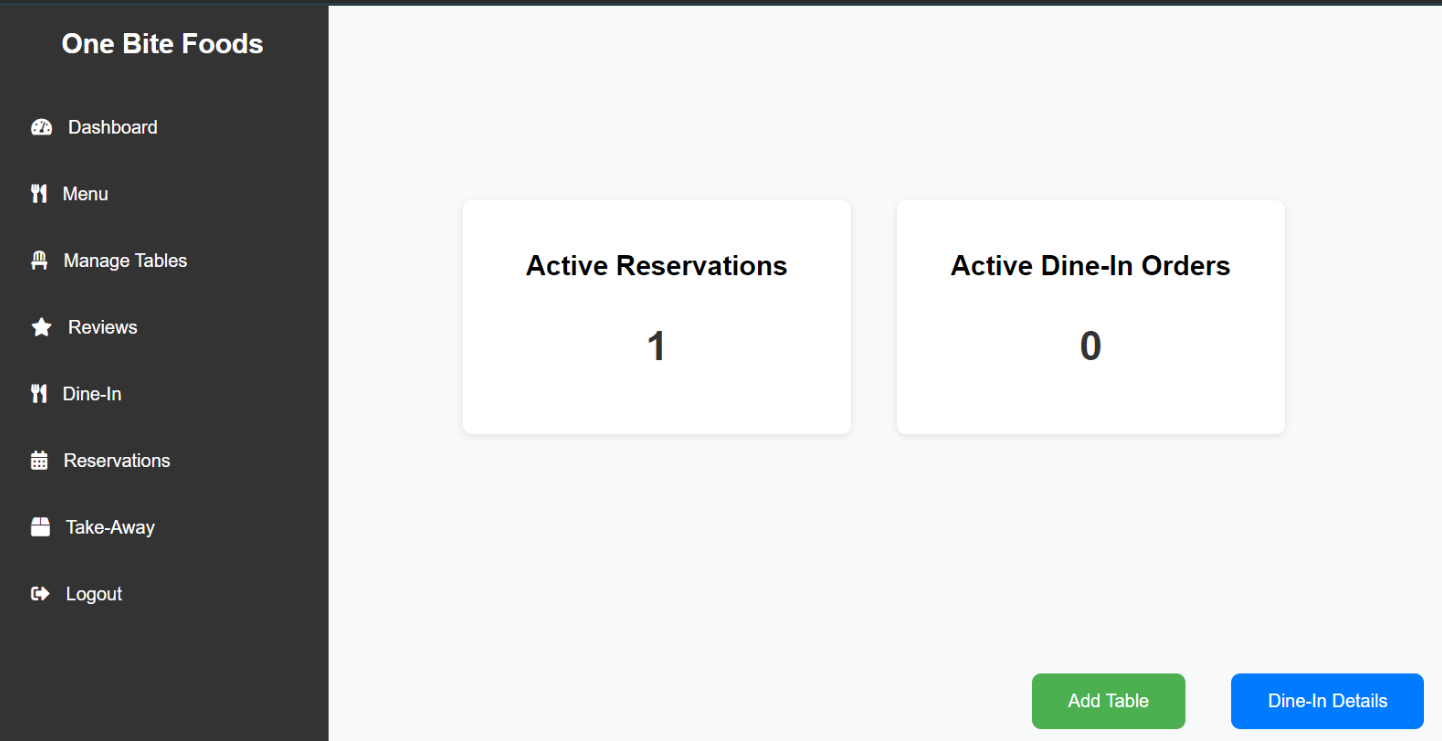 One Bite Foods
Dashboard
Menu
Manage Tables
Reviews
Dine-In
Reservations
Take-Away
Logout
Active Reservations
1
Active Dine-In Orders
0
Add Table
Dine-In Details